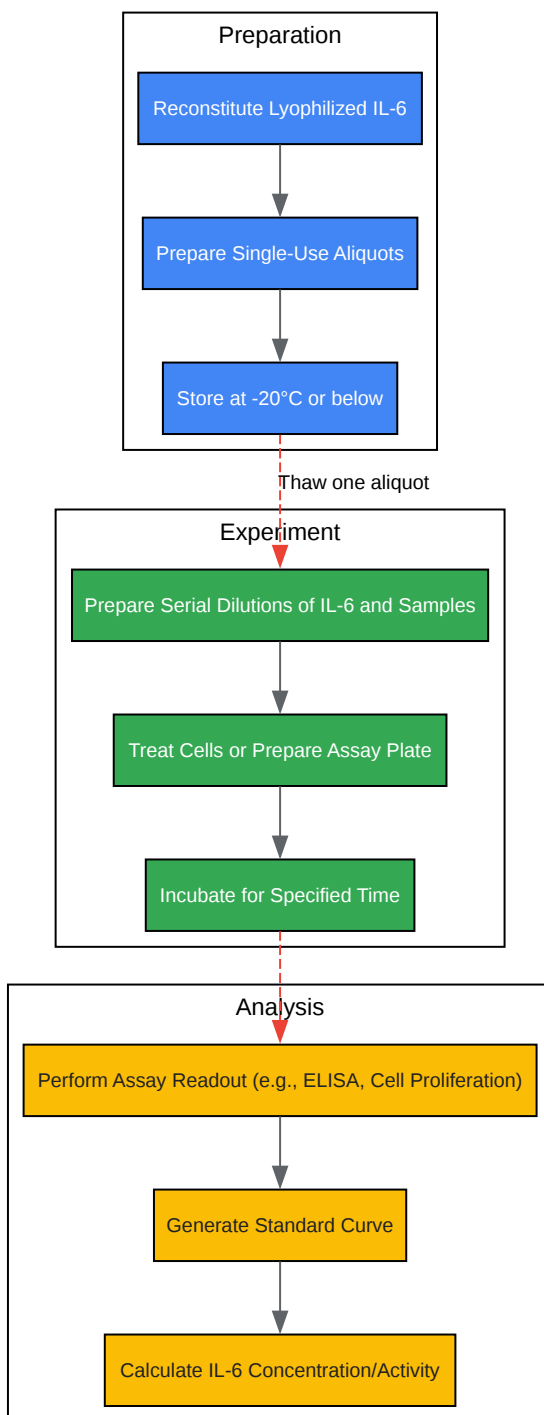 Preparation
Reconstitute Lyophilized IL-6
Prepare Single-Use Aliquots
Store at -20°C or below
Thaw one aliquot
Experiment
Prepare Serial Dilutions of IL-6 and Samples
Treat Cells or Prepare Assay Plate
Incubate for Specified Time
Analysis
Perform Assay Readout (e.g., ELISA, Cell Proliferation)
Generate Standard Curve
Calculate IL-6 Concentration/Activity